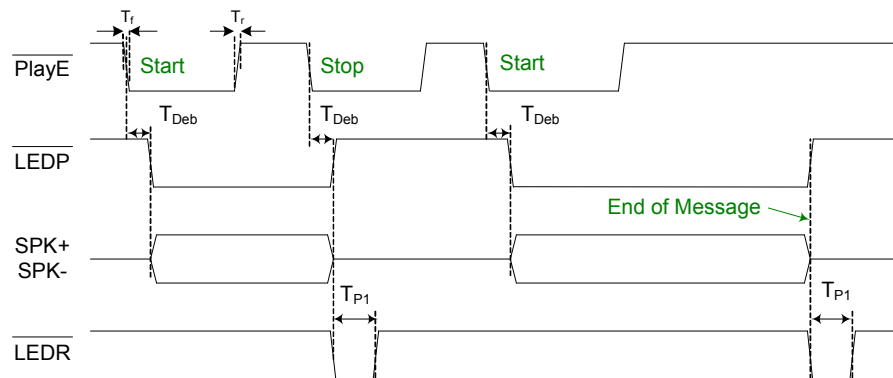 Tf
Tr
PlayE
Start
Stop
Start
TDeb
TDeb
TDeb
LEDP
End of Message
SPK+
SPK-
TP1
TP1
LEDR